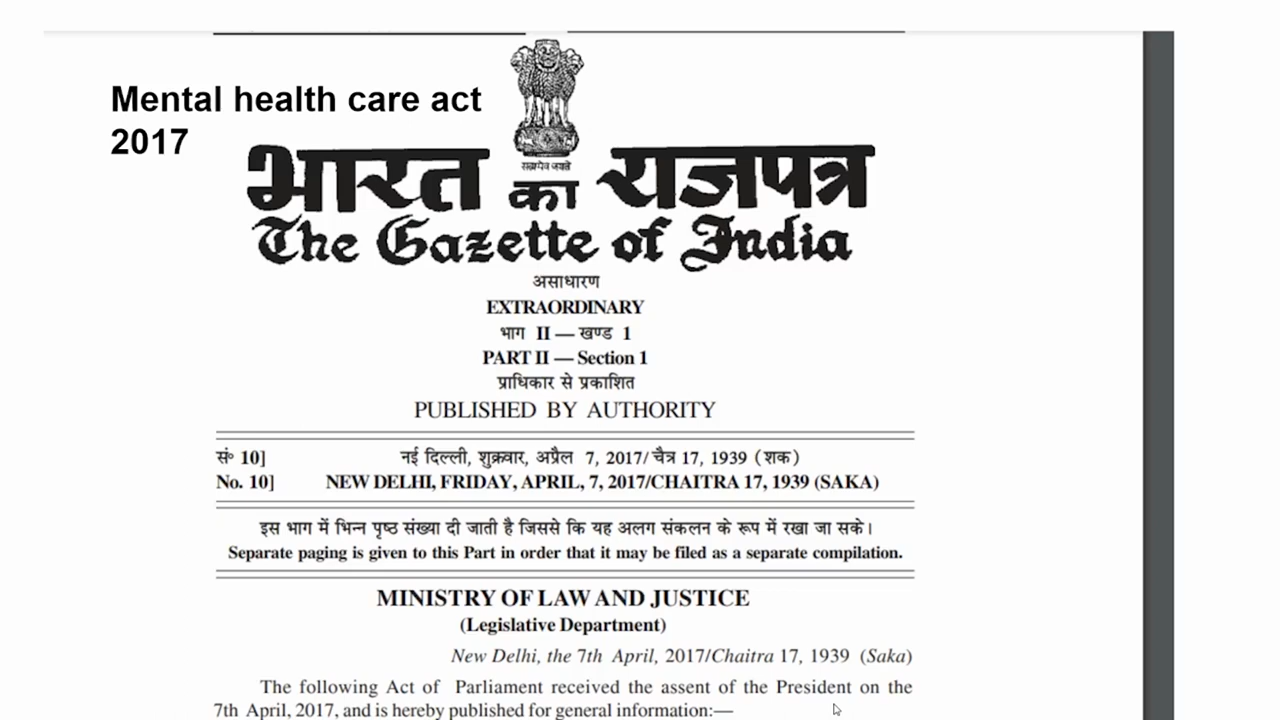 Mental health care act
2017
सत्यमेव जयते
भारत का राजपत्र
The Gazette of India
असाधारण
EXTRAORDINARY
भाग II — खण्ड 1
PART II — Section 1
प्राधिकार से प्रकाशित
PUBLISHED BY AUTHORITY
सं° 10] नई दिल्ली, शुक्रवार, अप्रैल 7, 2017/ चैत्र 17, 1939 (शक)
No. 10] NEW DELHI, FRIDAY, APRIL, 7, 2017/CHAITRA 17, 1939 (SAKA)
इस भाग में भिन्न पृष्ठ संख्या दी जाती है जिससे कि यह अलग संकलन के रूप में रखा जा सके।
Separate paging is given to this Part in order that it may be filed as a separate compilation.
MINISTRY OF LAW AND JUSTICE
(Legislative Department)
New Delhi, the 7th April, 2017/Chaitra 17, 1939 (Saka)
The following Act of Parliament received the assent of the President on the
7th April, 2017, and is hereby published for general information:—